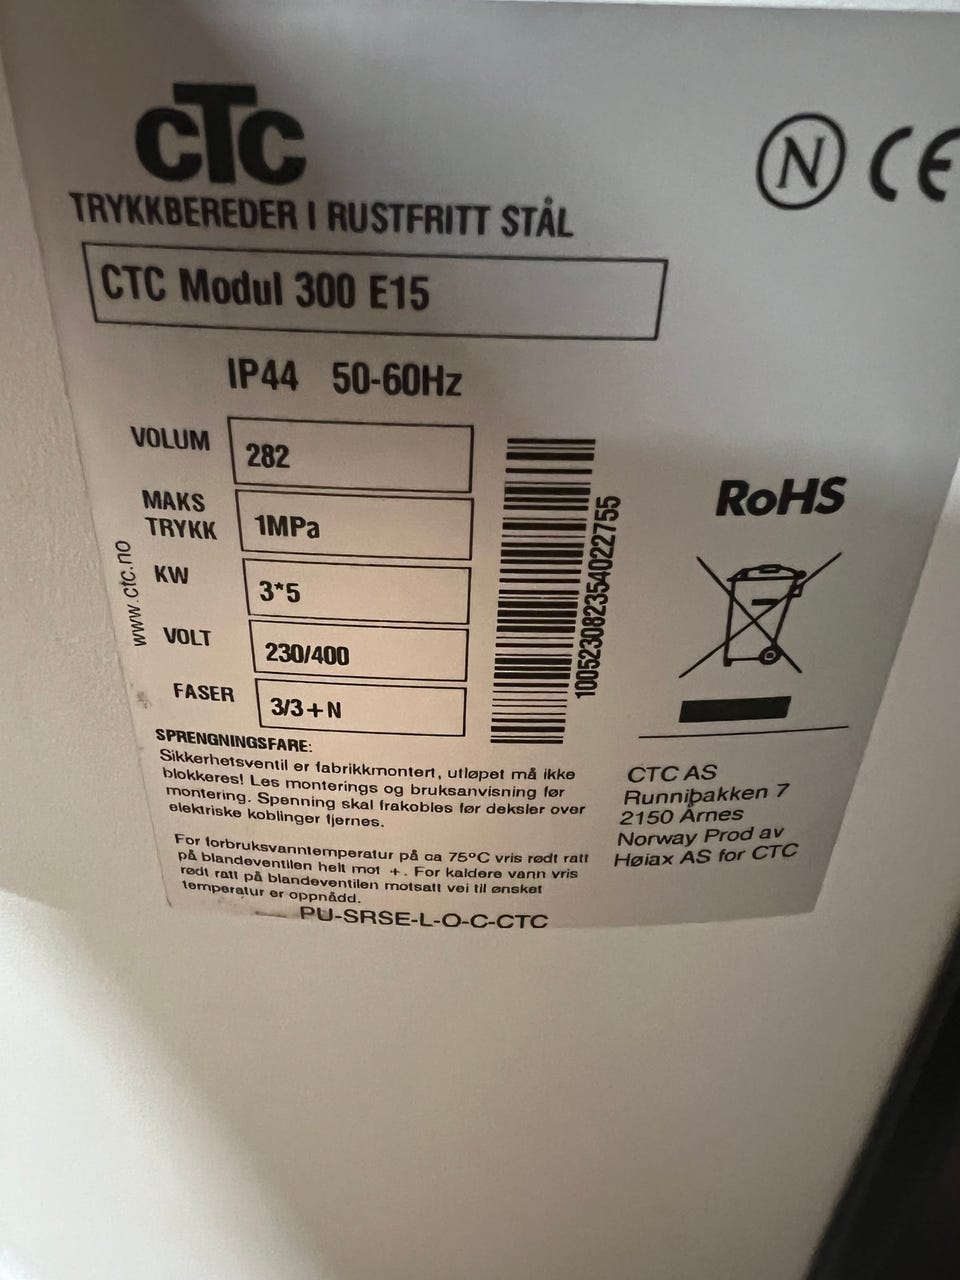 CTC
N CE
TRYKKBEREDER I RUSTFRITT STÅL
CTC Modul 300 E15
IP44 50-60Hz
VOLUM 282
MAKS TRYKK 1MPa
KW 3*5
VOLT 230/400
FASER 3/3+N
www.ctc.no
100523082354022755
RoHS
SPRENGNINGSFARE:
Sikkerhetsventil er fabrikkmontert, utløpet må ikke
blokkeres! Les monterings og bruksanvisning før
montering. Spenning skal frakobles før deksler over
elektriske koblinger fjernes.
For forbruksvanntemperatur på ca 75°C vris rødt ratt
på blandeventilen helt mot +. For kaldere vann vris
rødt ratt på blandeventilen motsatt vei til ønsket
temperatur er oppnådd.
PU-SRSE-L-O-C-CTC
CTC AS
Runnibakken 7
2150 Årnes
Norway Prod av
Høiax AS for CTC